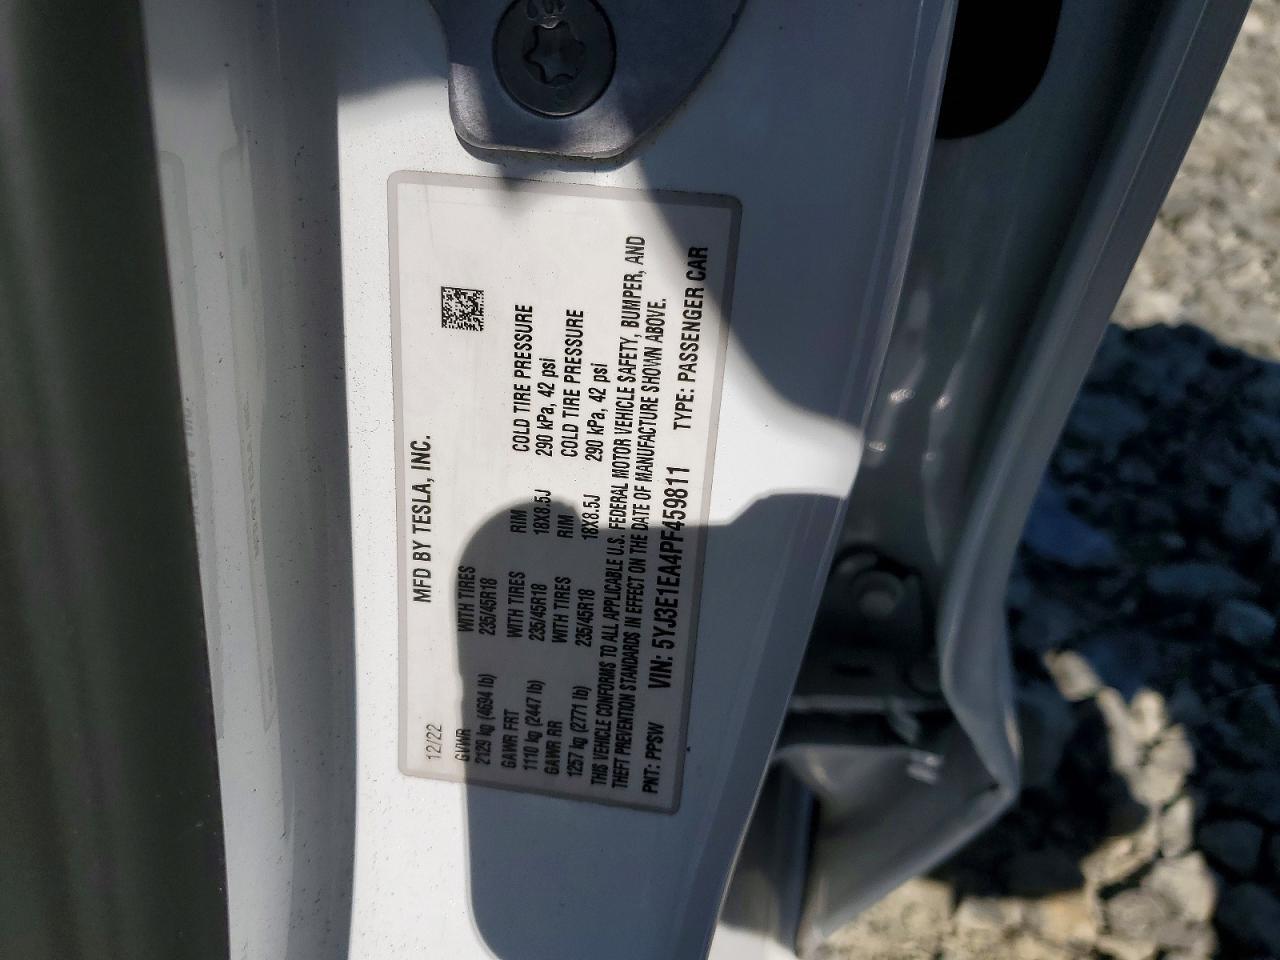 MFD BY TESLA, INC.
12/22
GVWR WITH TIRES
2129 kg (4694 lb) 235/45R18
GAWR FRT WITH TIRES RIM COLD TIRE PRESSURE
1110 kg (2447 lb) 235/45R18 18X8.5J 290 kPa, 42 psi
GAWR RR WITH TIRES RIM COLD TIRE PRESSURE
1257 kg (2771 lb) 235/45R18 18X8.5J 290 kPa, 42 psi
THIS VEHICLE CONFORMS TO ALL APPLICABLE U.S. FEDERAL MOTOR VEHICLE SAFETY, BUMPER, AND
THEFT PREVENTION STANDARDS IN EFFECT ON THE DATE OF MANUFACTURE SHOWN ABOVE.
PNT: PPSW VIN: 5YJ3E1EA4PF459811 TYPE: PASSENGER CAR